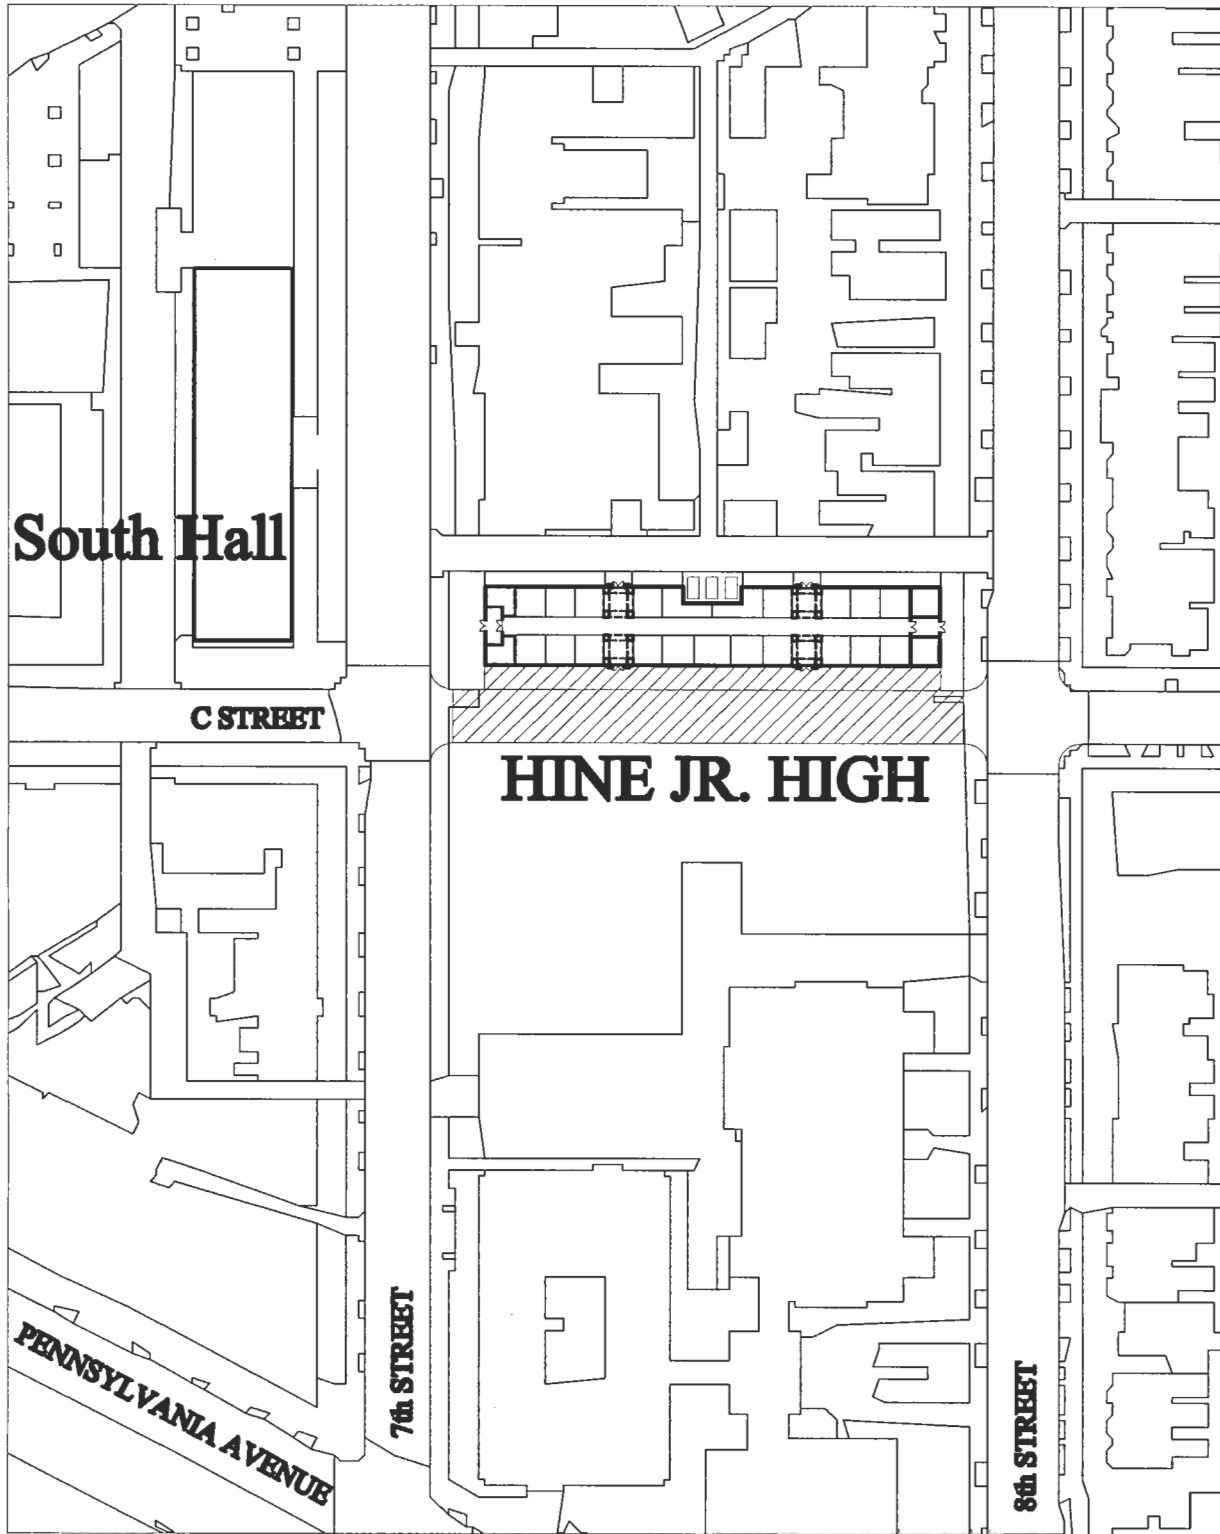 South Hall
C STREET
HINE JR. HIGH
7th STREET
PENNSYLVANIA AVENUE
8th STREET